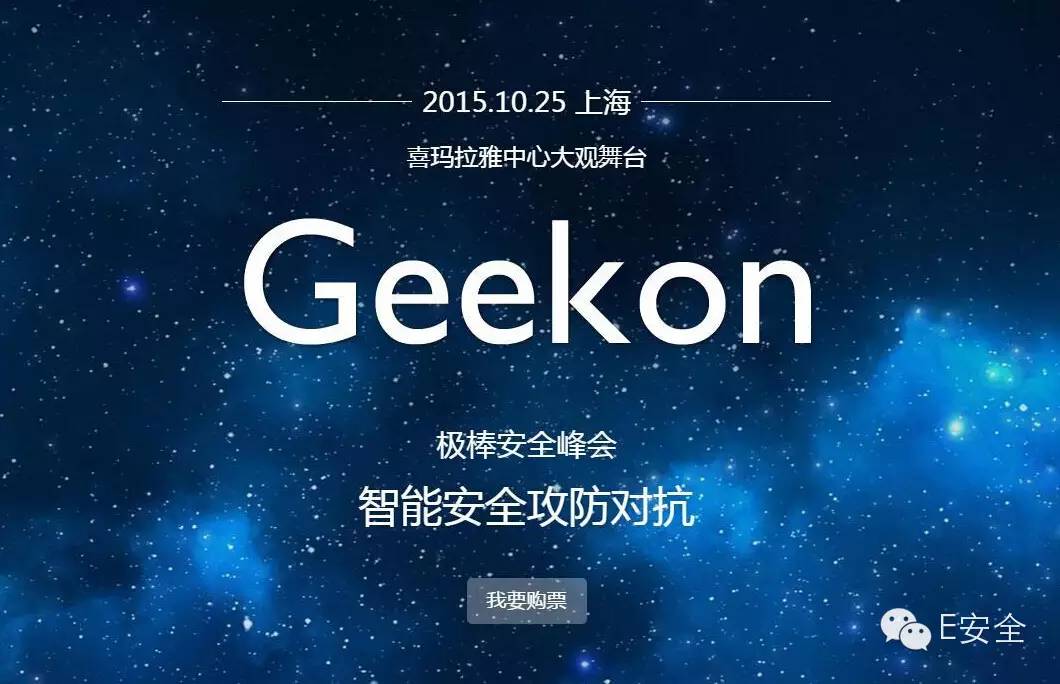 2015.10.25 上海
喜玛拉雅中心大观舞台
Geekon
极棒安全峰会
智能安全攻防对抗
我要购票
E安全